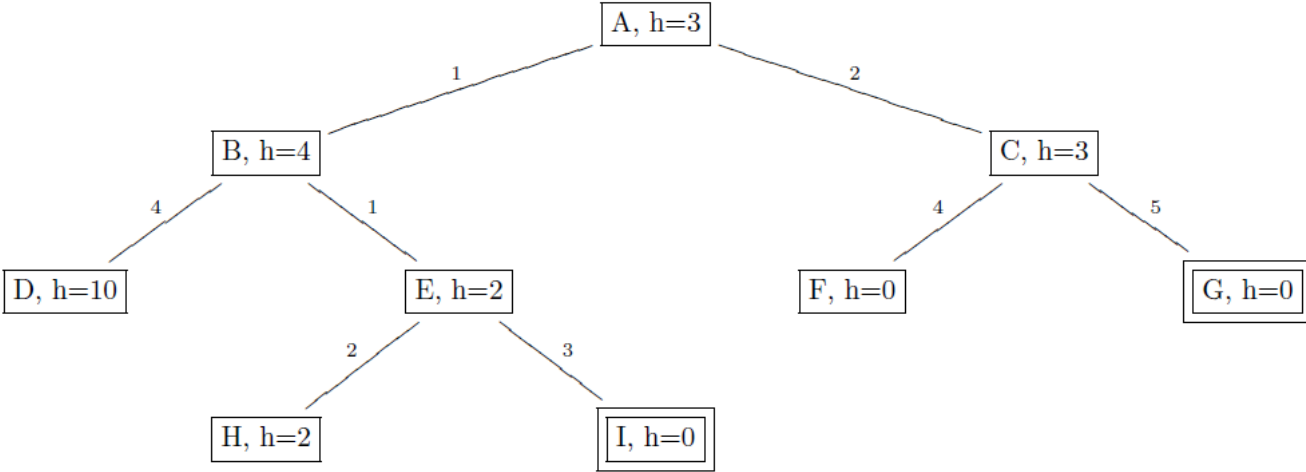 A, h=3
1
2
B, h=4
C, h=3
4
1
4
5
D, h=10
E, h=2
F, h=0
G, h=0
2
3
H, h=2
I, h=0